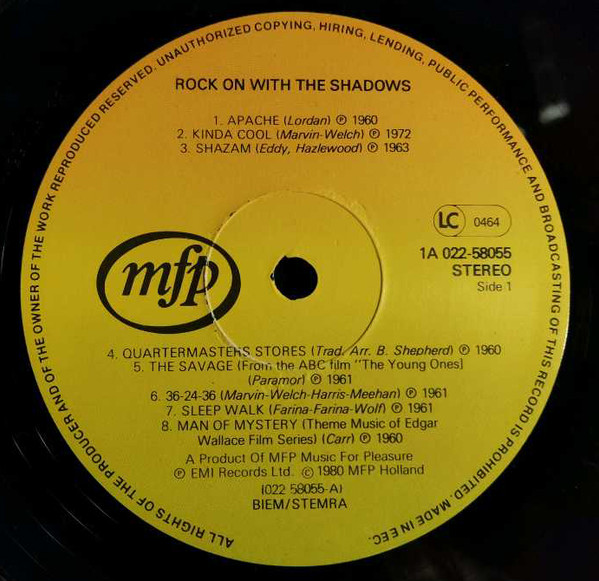 ALL RIGHTS OF THE PRODUCER AND OF THE OWNER OF THE WORK REPRODUCED RESERVED. UNAUTHORIZED COPYING, HIRING, LENDING, PUBLIC PERFORMANCE AND BROADCASTING OF THIS RECORD IS PROHIBITED. MADE IN EEC.
ROCK ON WITH THE SHADOWS
1. APACHE (Lordan) ℗ 1960
2. KINDA COOL (Marvin-Welch) ℗ 1972
3. SHAZAM (Eddy, Hazlewood) ℗ 1963
LC 0464
mfp
1A 022-58055
STEREO
Side 1
4. QUARTERMASTERS STORES (Trad. Arr. B. Shepherd) ℗ 1960
5. THE SAVAGE (From the ABC film "The Young Ones)
(Paramor) ℗ 1961
6. 36-24-36 (Marvin-Welch-Harris-Meehan) ℗ 1961
7. SLEEP WALK (Farina-Farina-Wolf) ℗ 1961
8. MAN OF MYSTERY (Theme Music of Edgar
Wallace Film Series) (Carr) ℗ 1960
A Product Of MFP Music For Pleasure
℗ EMI Records Ltd. © 1980 MFP Holland
(022-58055-A)
BIEM/STEMRA